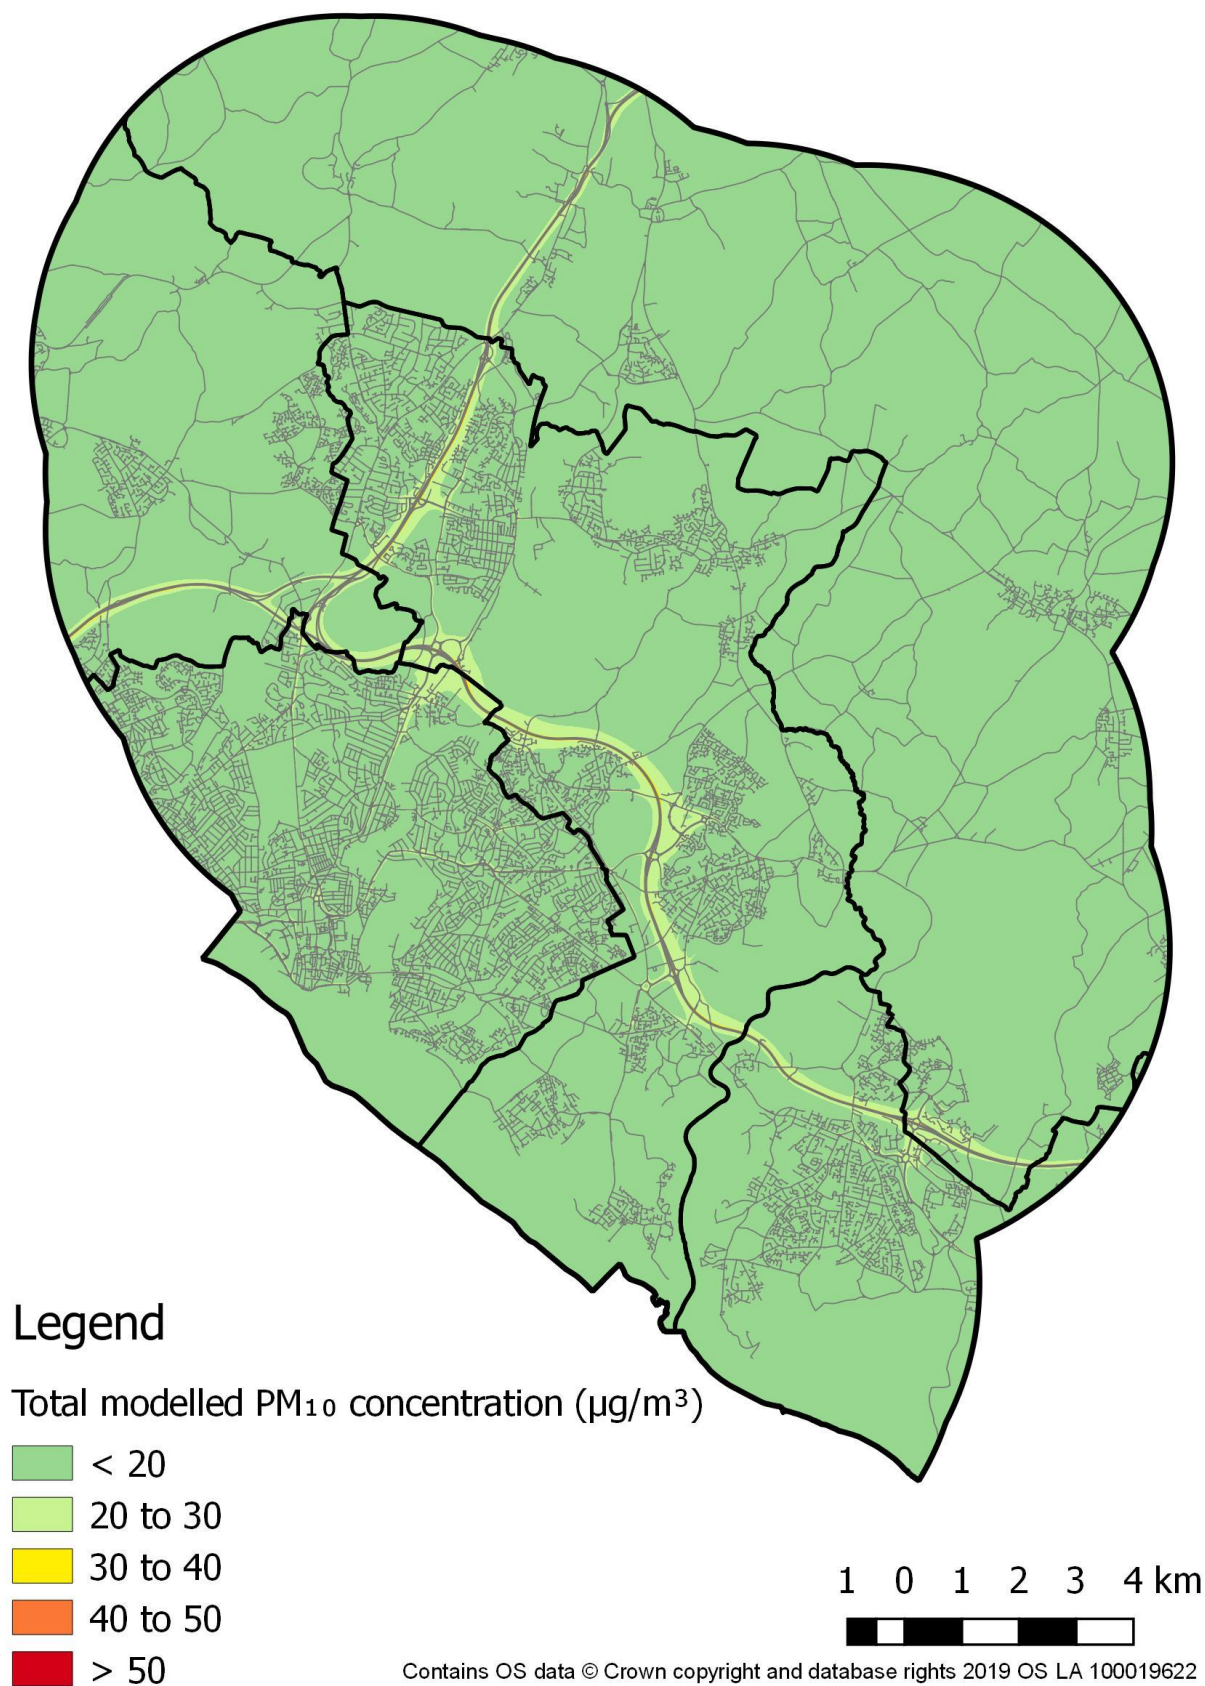 Legend
Total modelled PM₁₀ concentration (µg/m³)
< 20
20 to 30
30 to 40
40 to 50
> 50
1 0 1 2 3 4 km
Contains OS data © Crown copyright and database rights 2019 OS LA 100019622